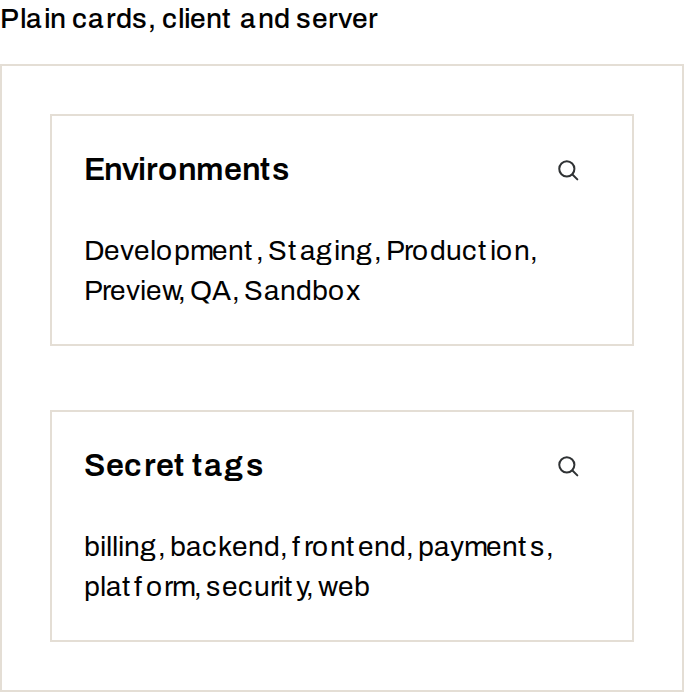 Plain cards, client and server
Environments
Development, Staging, Production,
Preview, QA, Sandbox
Secret tags
billing, backend, frontend, payments,
platform, security, web